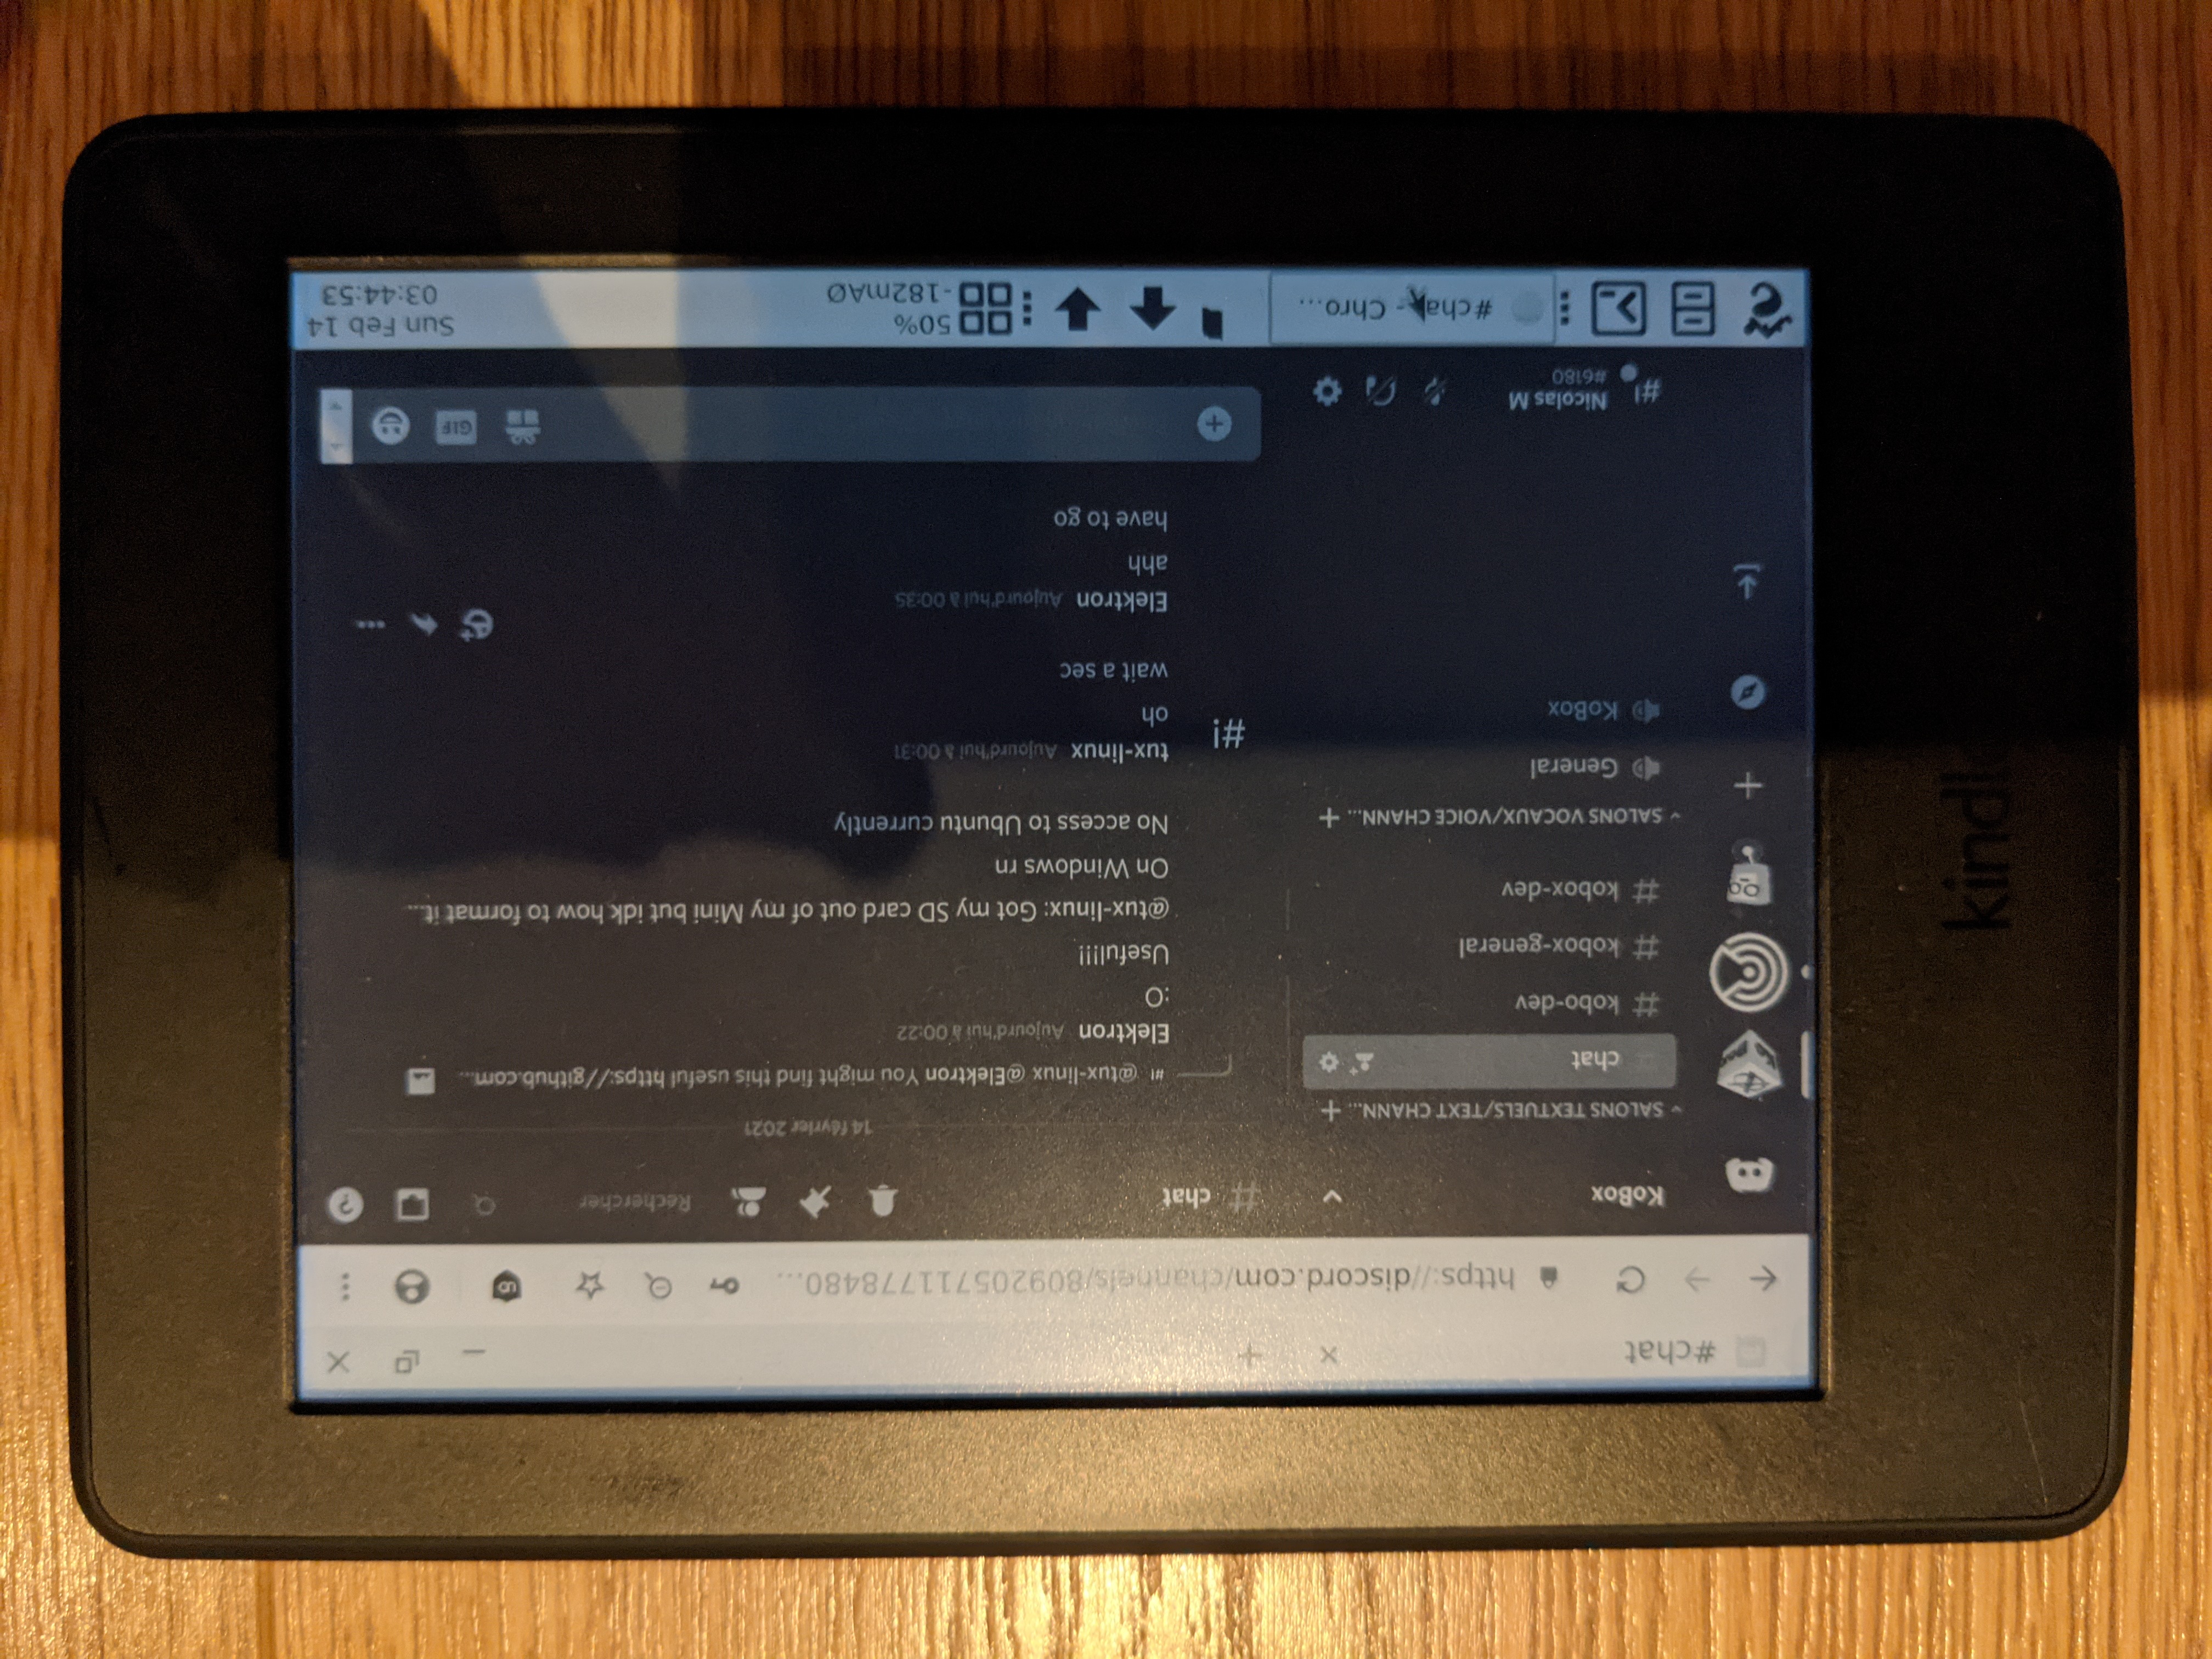 #chat
https://discord.com/channels/809205711778480...
KoBox
# chat
Rechercher
SALONS TEXTUELS/TEXT CHANN...
chat
# kobo-dev
# kobox-general
# kobox-dev
SALONS VOCAUX/VOICE CHANN...
General
KoBox
#!
Nicolas M
#6180
14 février 2021
#! @tux-linux @Elektron You might find this useful https://github.com...
Elektron Aujourd'hui à 00:22
:O
Useful!!!
@tux-linux: Got my SD card out of my Mini but idk how to format it...
On Windows rn
No access to Ubuntu currently
#!
tux-linux Aujourd'hui à 00:31
oh
wait a sec
Elektron Aujourd'hui à 00:35
ahh
have to go
GIF
#chat - Chro...
50%
-182mA
Sun Feb 14
03:44:53